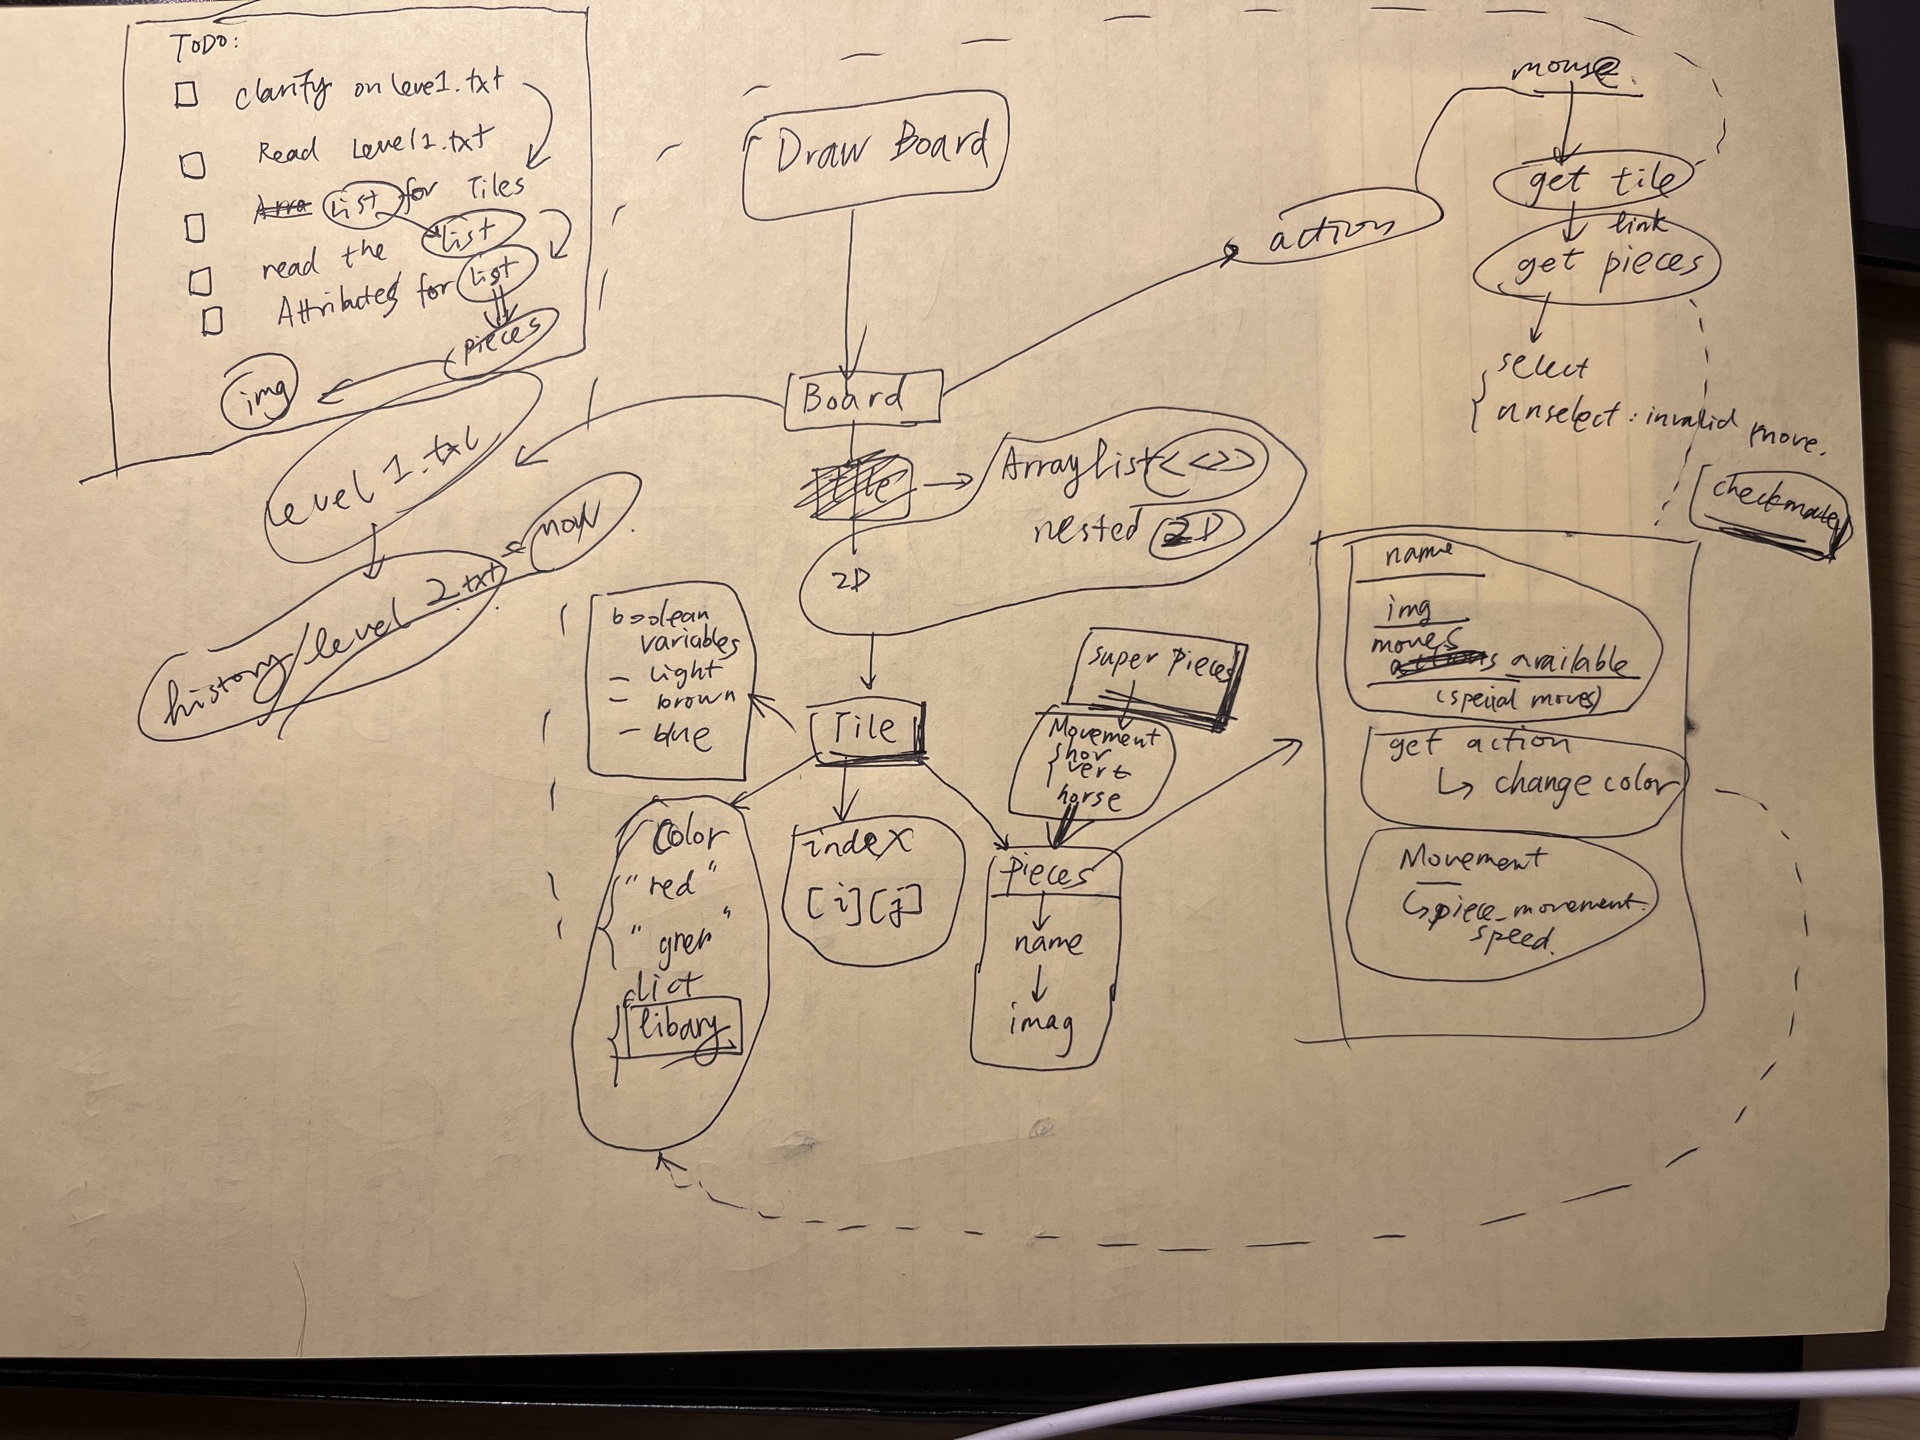 ToDo:
clarify on level1.txt
Read Level1.txt
List for Tiles
list
read the
Attributes for list
pieces
img
Draw Board
mouse
get tile
link
get pieces
select
unselect : invalid move.
action
Board
level 1.txt
now
history/level 2.txt
Tile
Arraylist<<>>
nested 2D
2D
checkmate
boolean
variables
- light
- brown
- blue
Tile
super pieces
Movement
hor
vert
horse
color
"red"
"gren"
dict
libary
index
[i][j]
pieces
name
imag
name
img
moves
available
(special moves)
get action
↳ change color
Movement
↳ piece_movement
speed.